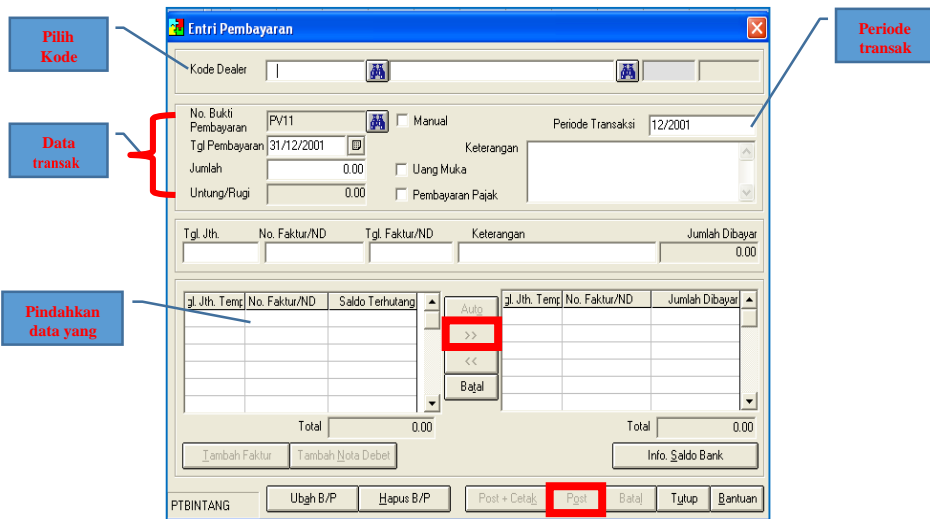 Entri Pembayaran
Pilih
Kode
Periode
transak
Kode Dealer
No. Bukti
Pembayaran
PV11
Manual
Periode Transaksi
12/2001
Data
transak
Tgl Pembayaran
31/12/2001
Keterangan
Jumlah
0.00
Uang Muka
Untung/Rugi
0.00
Pembayaran Pajak
Tgl. Jth.
No. Faktur/ND
Tgl. Faktur/ND
Keterangan
Jumlah Dibayar
0.00
Pindahkan
data yang
gl. Jth. Temp
No. Faktur/ND
Saldo Terhutang
Auto
>>
<<
Batal
gl. Jth. Temp
No. Faktur/ND
Jumlah Dibayar
Total
0.00
Total
0.00
Tambah Faktur
Tambah Nota Debet
Info. Saldo Bank
PTBINTANG
Ubah B/P
Hapus B/P
Post + Cetak
Post
Batal
Tutup
Bantuan